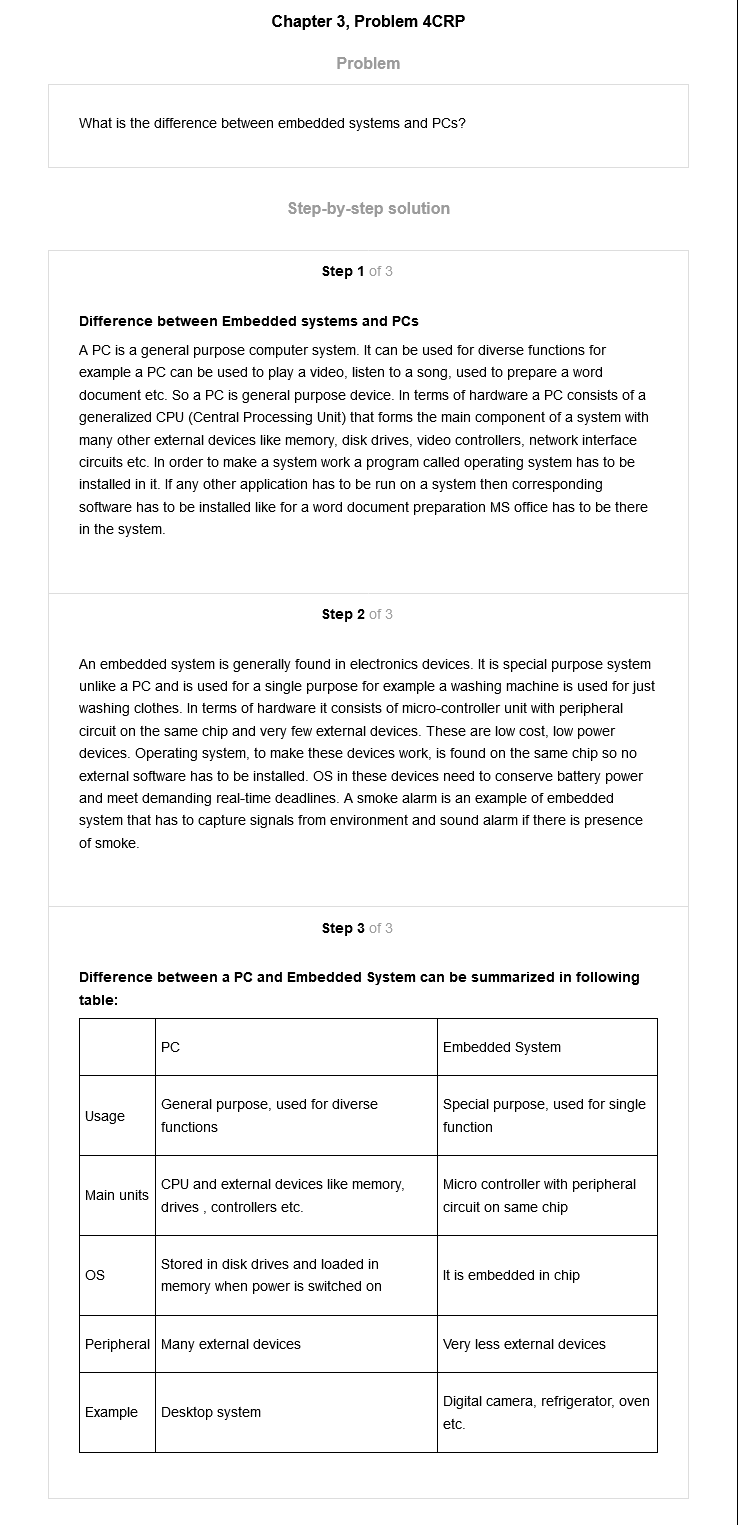 Chapter 3, Problem 4CRP
Problem
What is the difference between embedded systems and PCs?
Step-by-step solution
Step 1 of 3
Difference between Embedded systems and PCs
A PC is a general purpose computer system. It can be used for diverse functions for
example a PC can be used to play a video, listen to a song, used to prepare a word
document etc. So a PC is general purpose device. In terms of hardware a PC consists of a
generalized CPU (Central Processing Unit) that forms the main component of a system with
many other external devices like memory, disk drives, video controllers, network interface
circuits etc. In order to make a system work a program called operating system has to be
installed in it. If any other application has to be run on a system then corresponding
software has to be installed like for a word document preparation MS office has to be there
in the system.
Step 2 of 3
An embedded system is generally found in electronics devices. It is special purpose system
unlike a PC and is used for a single purpose for example a washing machine is used for just
washing clothes. In terms of hardware it consists of micro-controller unit with peripheral
circuit on the same chip and very few external devices. These are low cost, low power
devices. Operating system, to make these devices work, is found on the same chip so no
external software has to be installed. OS in these devices need to conserve battery power
and meet demanding real-time deadlines. A smoke alarm is an example of embedded
system that has to capture signals from environment and sound alarm if there is presence
of smoke.
Step 3 of 3
Difference between a PC and Embedded System can be summarized in following
table:
PC Embedded System
Usage General purpose, used for diverse functions Special purpose, used for single function
Main units CPU and external devices like memory, drives , controllers etc. Micro controller with peripheral circuit on same chip
OS Stored in disk drives and loaded in memory when power is switched on It is embedded in chip
Peripheral Many external devices Very less external devices
Example Desktop system Digital camera, refrigerator, oven etc.